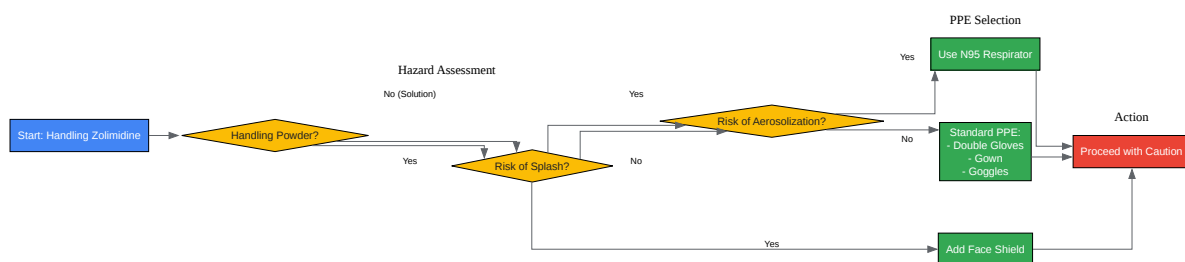 PPE Selection
Use N95 Respirator
Yes
Hazard Assessment
No (Solution)
Yes
Action
Start: Handling Zolimidine
Handling Powder?
Risk of Aerosolization?
Standard PPE:
- Double Gloves
- Gown
- Goggles
No
Proceed with Caution
Yes
Risk of Splash?
No
Yes
Add Face Shield